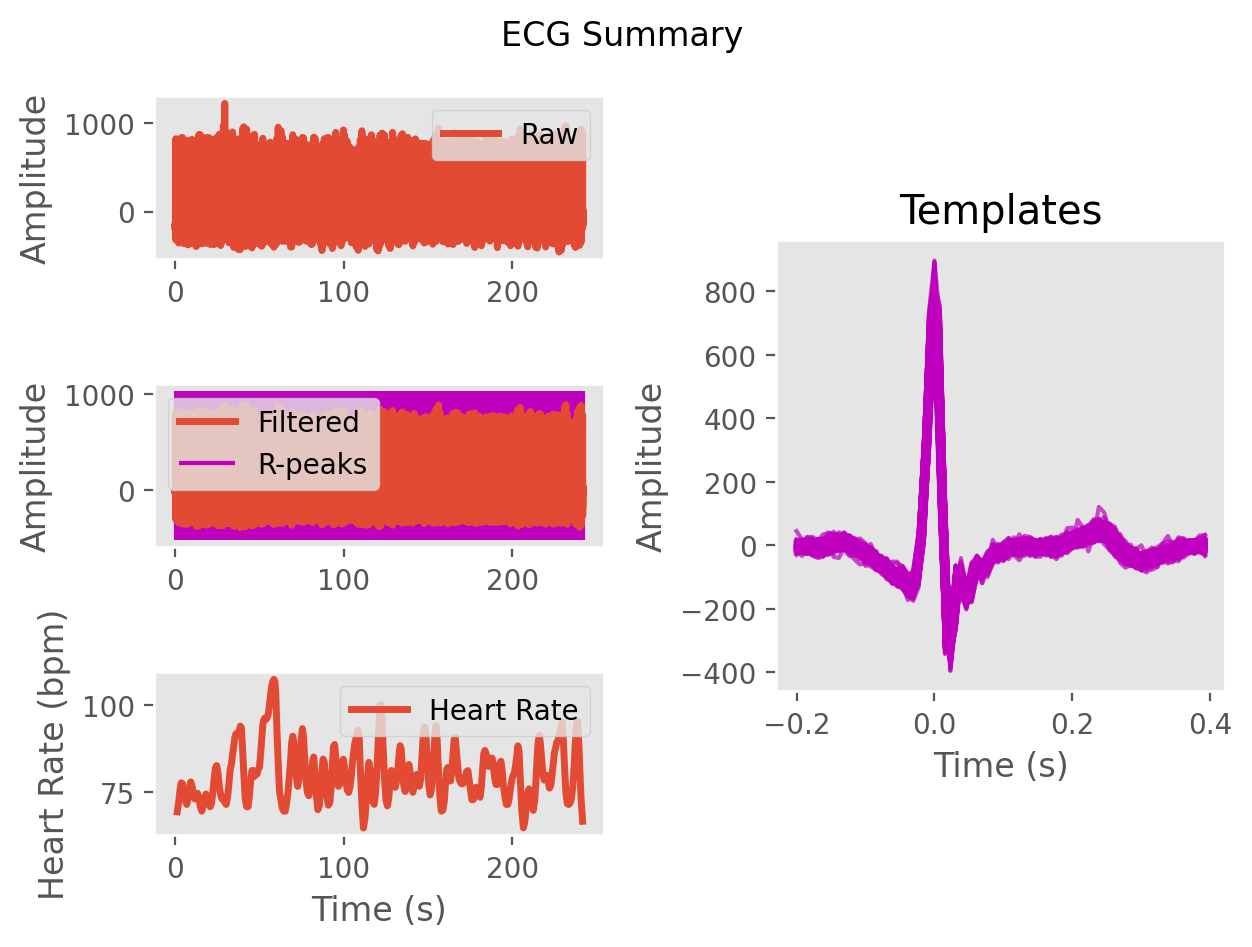 ECG Summary
Amplitude
1000
0
Raw
0 100 200
Amplitude
1000
0
Filtered
R-peaks
0 100 200
Heart Rate (bpm)
100
75
Heart Rate
0 100 200
Time (s)
Templates
Amplitude
800
600
400
200
0
−200
−400
−0.2 0.0 0.2 0.4
Time (s)